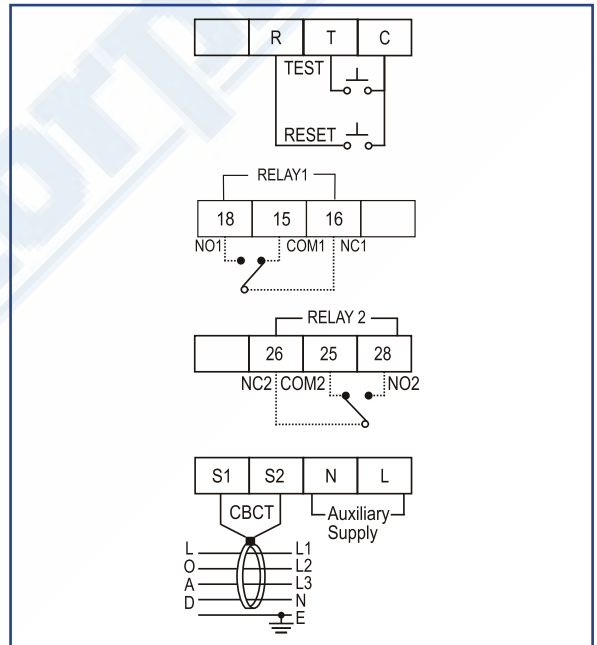 R T C
TEST
RESET
RELAY1
18 15 16
NO1 COM1 NC1
RELAY 2
26 25 28
NC2 COM2 NO2
S1 S2 N L
CBCT
Auxiliary
Supply
L L1
O L2
A L3
D N
E